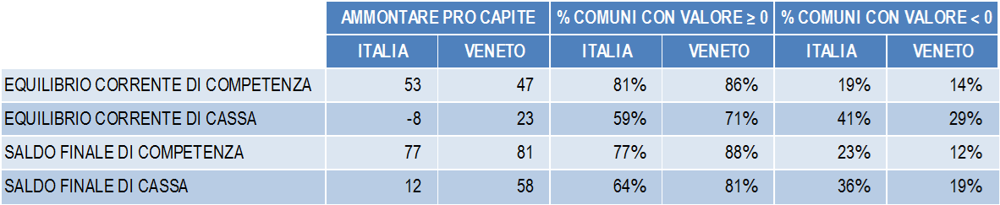 AMMONTARE PRO CAPITE % COMUNI CON VALORE ≥ 0 % COMUNI CON VALORE < 0
ITALIA VENETO ITALIA VENETO ITALIA VENETO
EQUILIBRIO CORRENTE DI COMPETENZA 53 47 81% 86% 19% 14%
EQUILIBRIO CORRENTE DI CASSA -8 23 59% 71% 41% 29%
SALDO FINALE DI COMPETENZA 77 81 77% 88% 23% 12%
SALDO FINALE DI CASSA 12 58 64% 81% 36% 19%